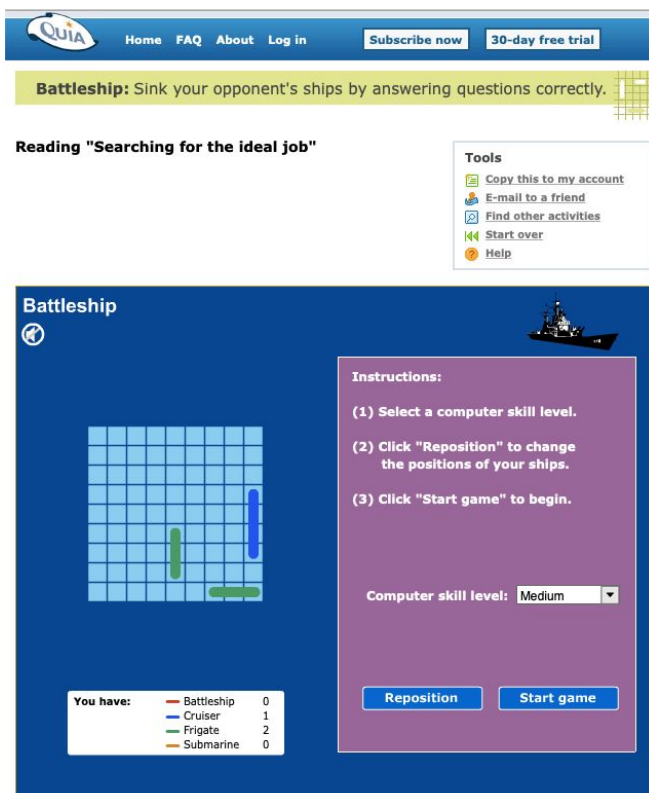 QUIA
Home FAQ About Log in Subscribe now 30-day free trial
Battleship: Sink your opponent's ships by answering questions correctly.
Reading "Searching for the ideal job"
Tools
Copy this to my account
E-mail to a friend
Find other activities
Start over
? Help
Battleship
Instructions:
(1) Select a computer skill level.
(2) Click "Reposition" to change
the positions of your ships.
(3) Click "Start game" to begin.
Computer skill level: Medium
Reposition Start game
You have: Battleship 0
Cruiser 1
Frigate 2
Submarine 0